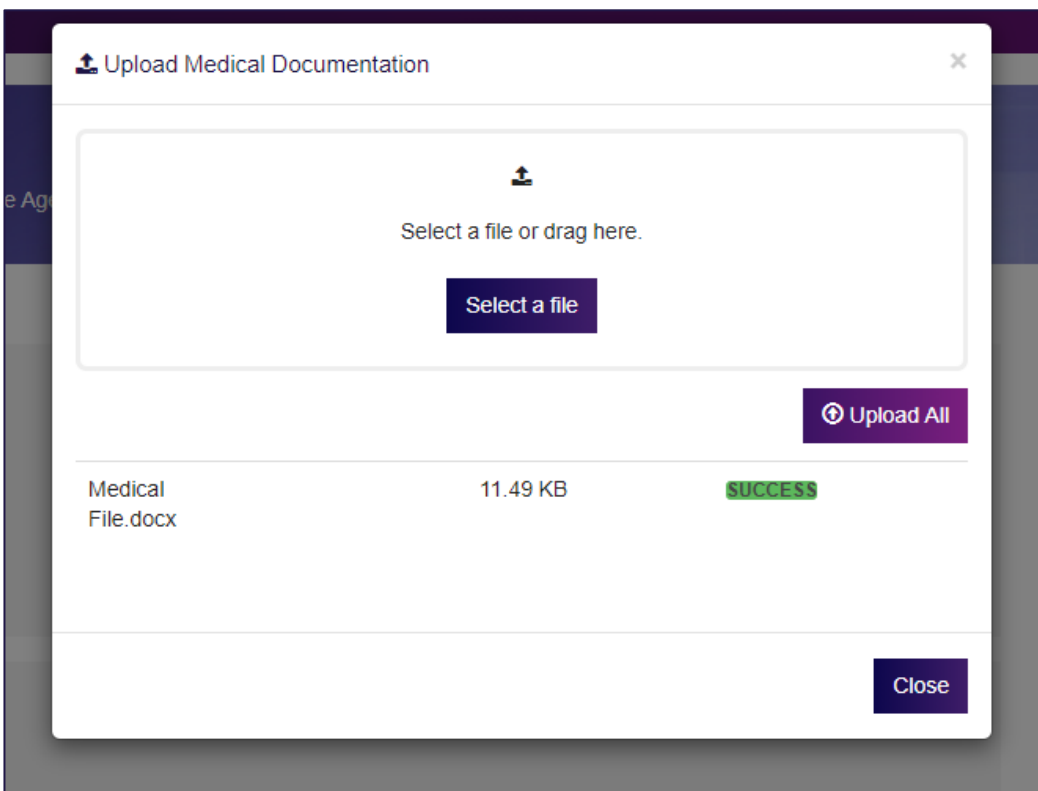 Upload Medical Documentation
×
e Age
Select a file or drag here.
Select a file
Upload All
Medical 11.49 KB SUCCESS
File.docx
Close